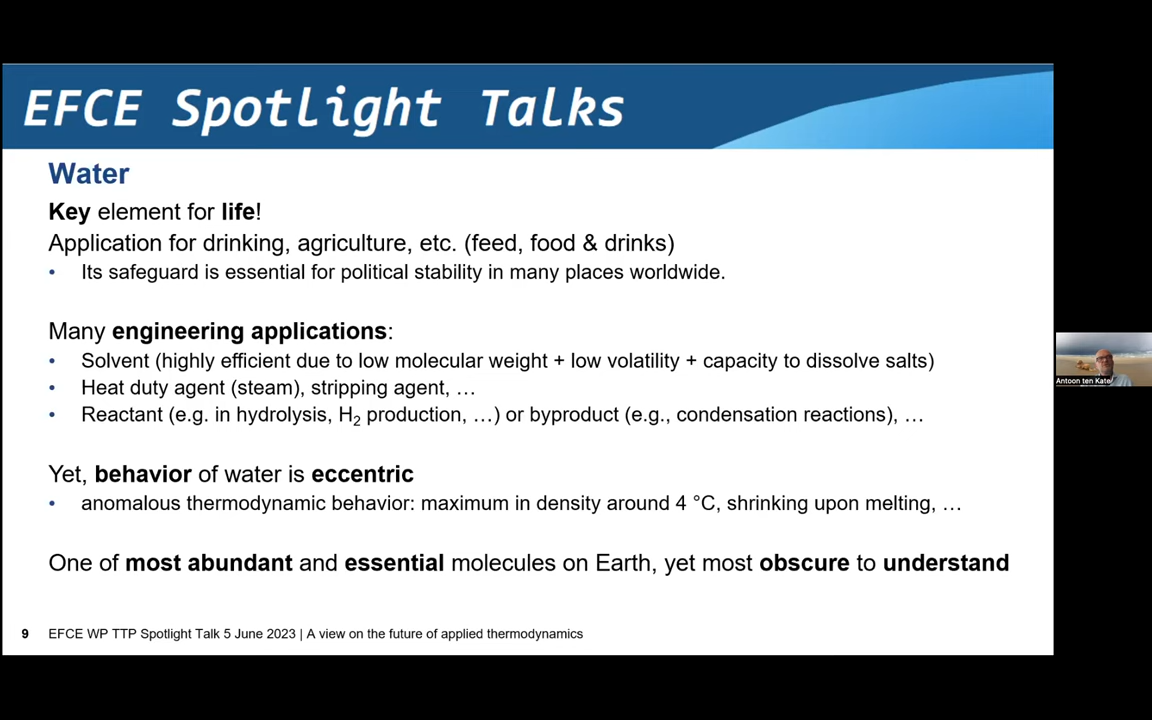 EFCE Spotlight Talks
Water
Key element for life!
Application for drinking, agriculture, etc. (feed, food & drinks)
• Its safeguard is essential for political stability in many places worldwide.
Many engineering applications:
• Solvent (highly efficient due to low molecular weight + low volatility + capacity to dissolve salts)
• Heat duty agent (steam), stripping agent, …
• Reactant (e.g. in hydrolysis, H₂ production, …) or byproduct (e.g., condensation reactions), …
Yet, behavior of water is eccentric
• anomalous thermodynamic behavior: maximum in density around 4 °C, shrinking upon melting, …
One of most abundant and essential molecules on Earth, yet most obscure to understand
9 EFCE WP TTP Spotlight Talk 5 June 2023 | A view on the future of applied thermodynamics
Antoon ten Kate